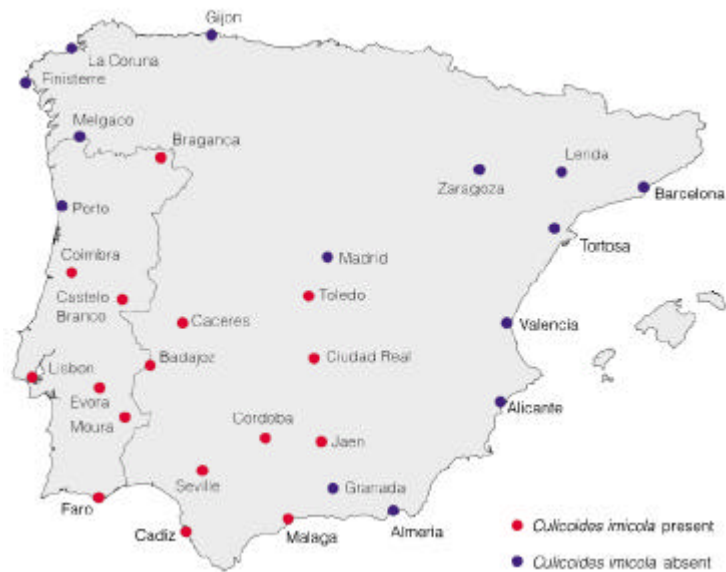 Gijon
La Coruna
Finisterre
Melgaco
Bragança
Lerida
Zaragoza
Barcelona
Porto
Tortosa
Coimbra
Madrid
Castelo
Branco
Toledo
Caceres
Valencia
Badajoz
Ciudad Real
Lisbon
Evora
Moura
Alicante
Cordoba
Jaen
Seville
Granada
Faro
Cadiz
Malaga
Almeria
Culicoides imicola present
Culicoides imicola absent